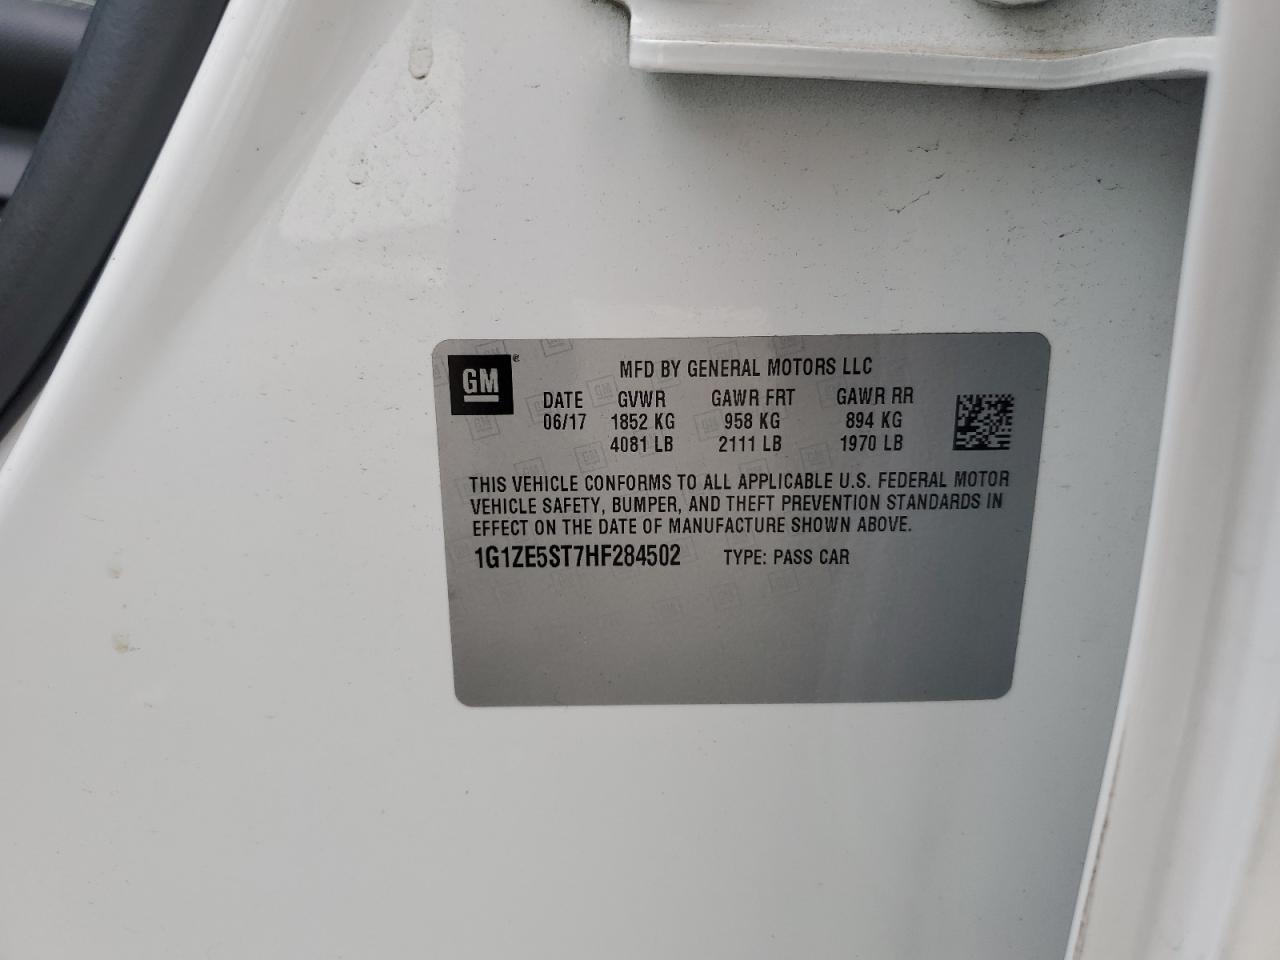 GM ® MFD BY GENERAL MOTORS LLC
DATE GVWR GAWR FRT GAWR RR
06/17 1852 KG 958 KG 894 KG
4081 LB 2111 LB 1970 LB
THIS VEHICLE CONFORMS TO ALL APPLICABLE U.S. FEDERAL MOTOR
VEHICLE SAFETY, BUMPER, AND THEFT PREVENTION STANDARDS IN
EFFECT ON THE DATE OF MANUFACTURE SHOWN ABOVE.
1G1ZE5ST7HF284502 TYPE: PASS CAR